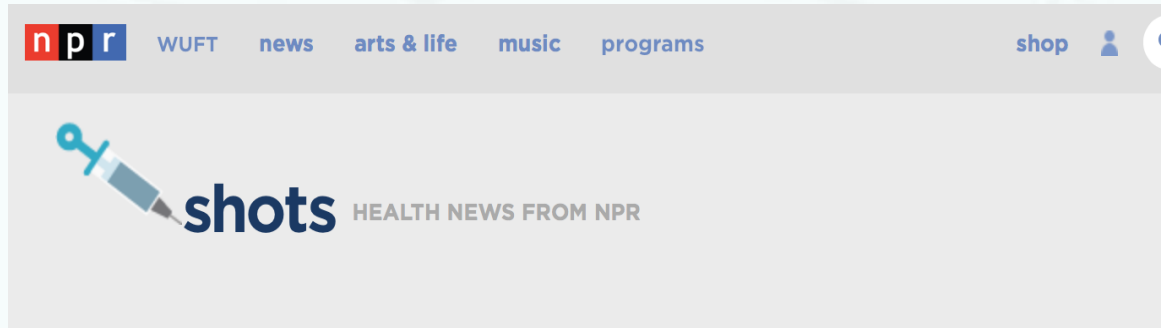 npr WUFT news arts & life music programs shop
shots HEALTH NEWS FROM NPR